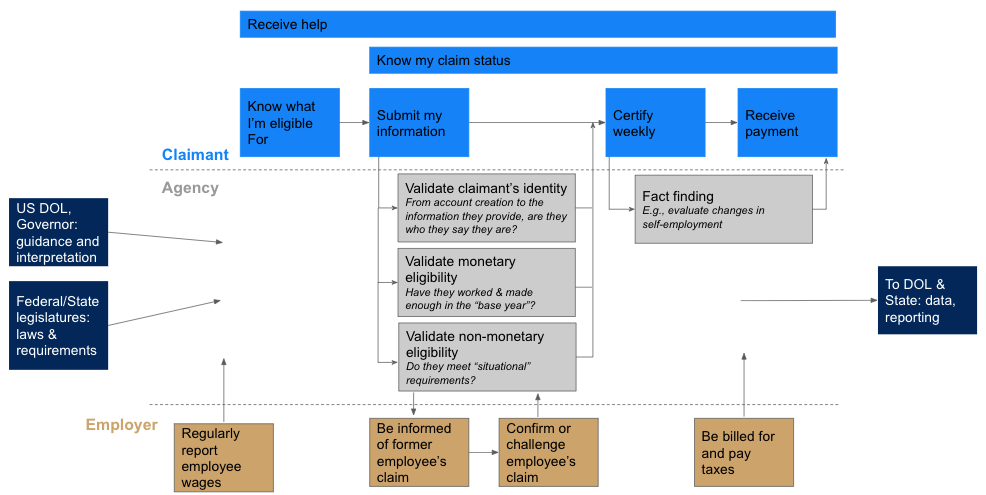 Receive help
Know my claim status
Know what
I'm eligible
For
Submit my
information
Certify
weekly
Receive
payment
Claimant
Agency
Validate claimant's identity
From account creation to the
information they provide, are they
who they say they are?
Fact finding
E.g., evaluate changes in
self-employment
US DOL,
Governor:
guidance and
interpretation
Validate monetary
eligibility
Have they worked & made
enough in the “base year”?
Federal/State
legislatures:
laws &
requirements
To DOL &
State: data,
reporting
Validate non-monetary
eligibility
Do they meet “situational”
requirements?
Employer
Regularly
report
employee
wages
Be informed
of former
employee's
claim
Confirm or
challenge
employee's
claim
Be billed for
and pay
taxes